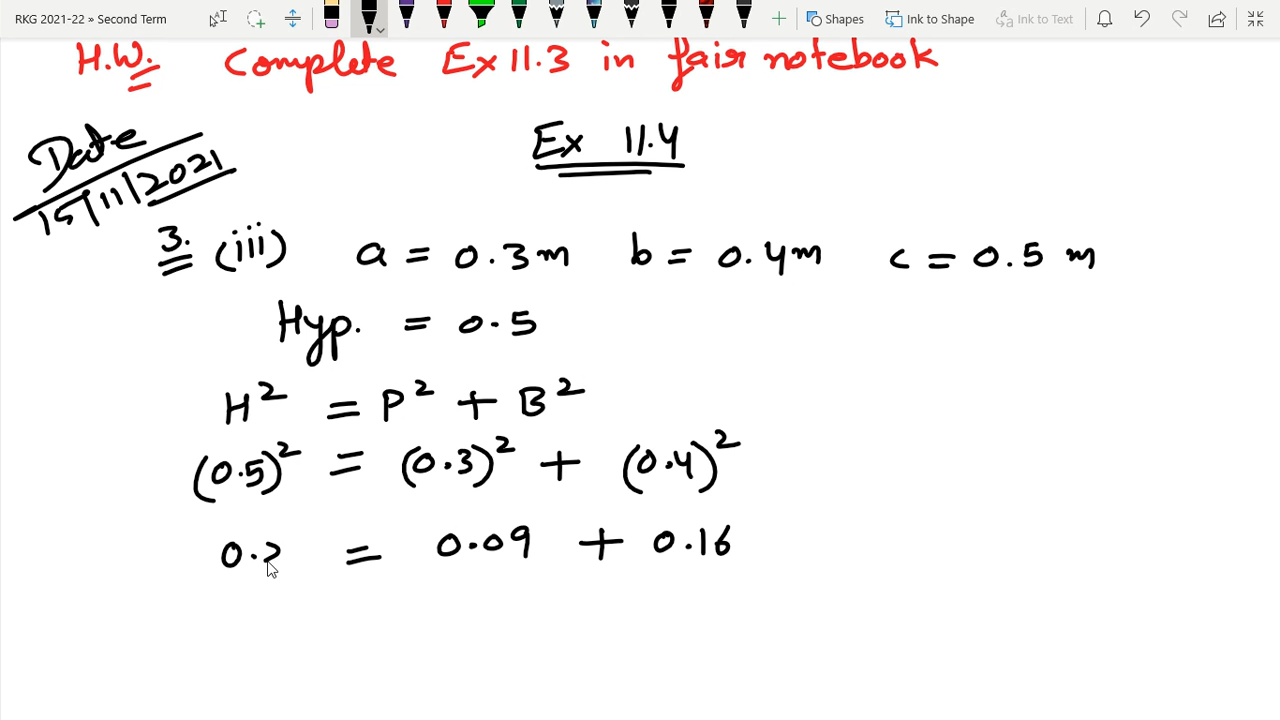 RKG 2021-22 » Second Term
Shapes
Ink to Shape
Ink to Text
H.W. Complete Ex 11.3 in fair notebook
Date
15/11/2021
Ex 11.4
3. (iii) a = 0.3m b = 0.4m c = 0.5 m
Hyp. = 0.5
H² = P² + B²
(0.5)² = (0.3)² + (0.4)²
0.2 = 0.09 + 0.16